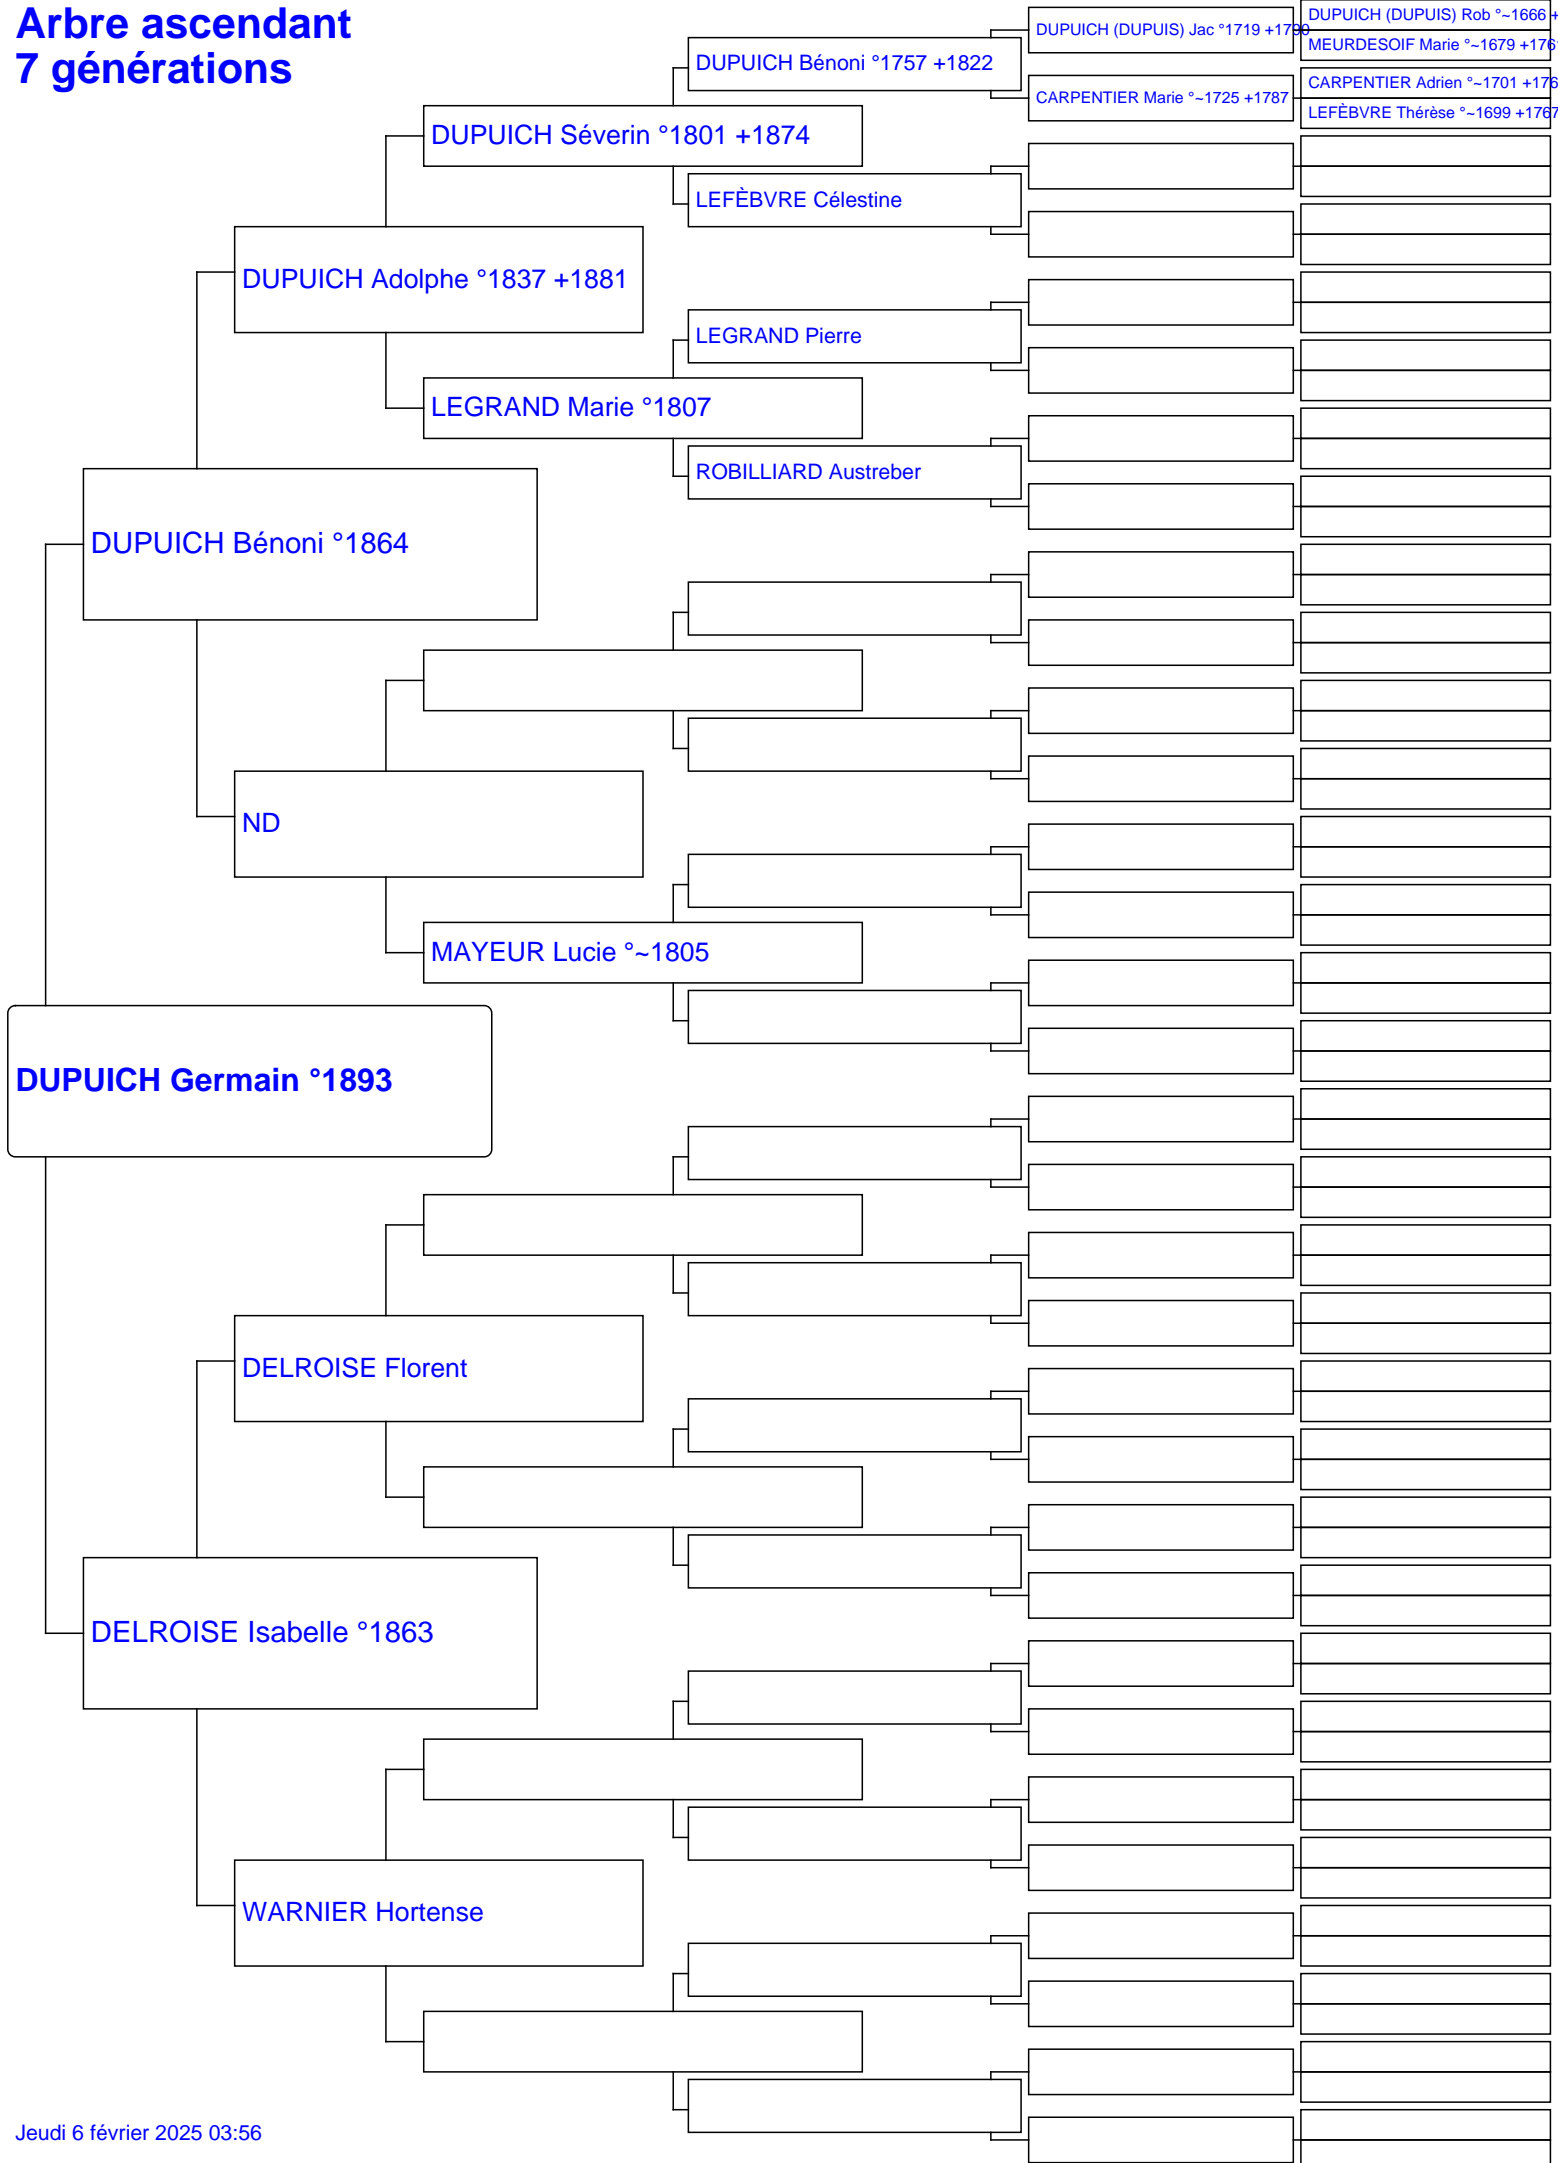 Arbre ascendant
7 générations
DUPUICH (DUPUIS) Rob °~1666 +
MEURDESOIF Marie °~1679 +176
DUPUICH (DUPUIS) Jac °1719 +1790
DUPUICH Bénoni °1757 +1822
CARPENTIER Adrien °~1701 +176
CARPENTIER Marie °~1725 +1787
LEFÈBVRE Thérèse °~1699 +1767
DUPUICH Séverin °1801 +1874
LEFÈBVRE Célestine
DUPUICH Adolphe °1837 +1881
LEGRAND Pierre
LEGRAND Marie °1807
ROBILLIARD Austreber
DUPUICH Bénoni °1864
ND
MAYEUR Lucie °~1805
DUPUICH Germain °1893
DELROISE Florent
DELROISE Isabelle °1863
WARNIER Hortense
Jeudi 6 février 2025 03:56